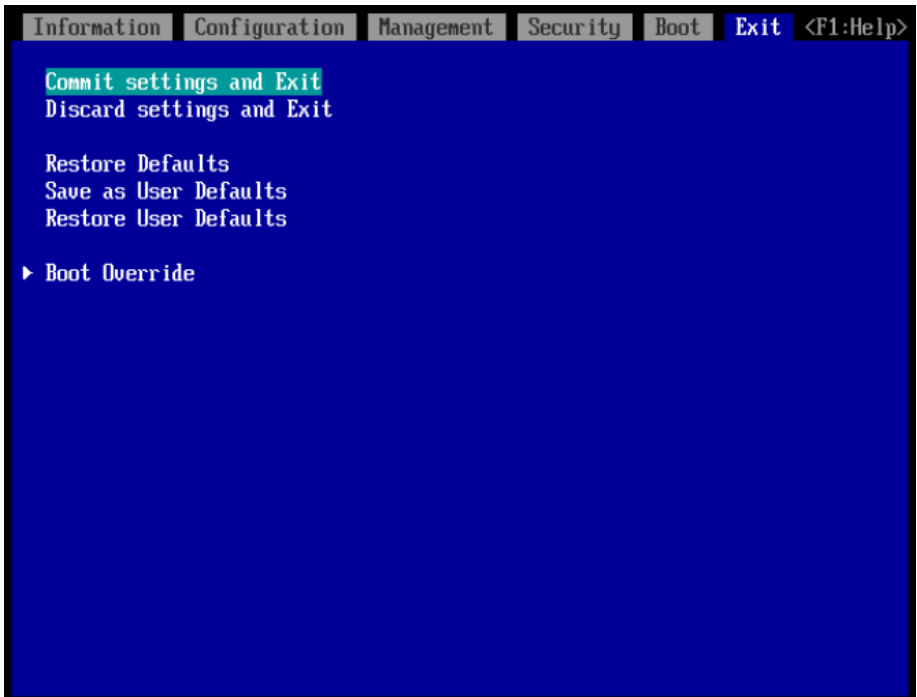 Information Configuration Management Security Boot Exit <F1:Help>
Commit settings and Exit
Discard settings and Exit
Restore Defaults
Save as User Defaults
Restore User Defaults
Boot Override